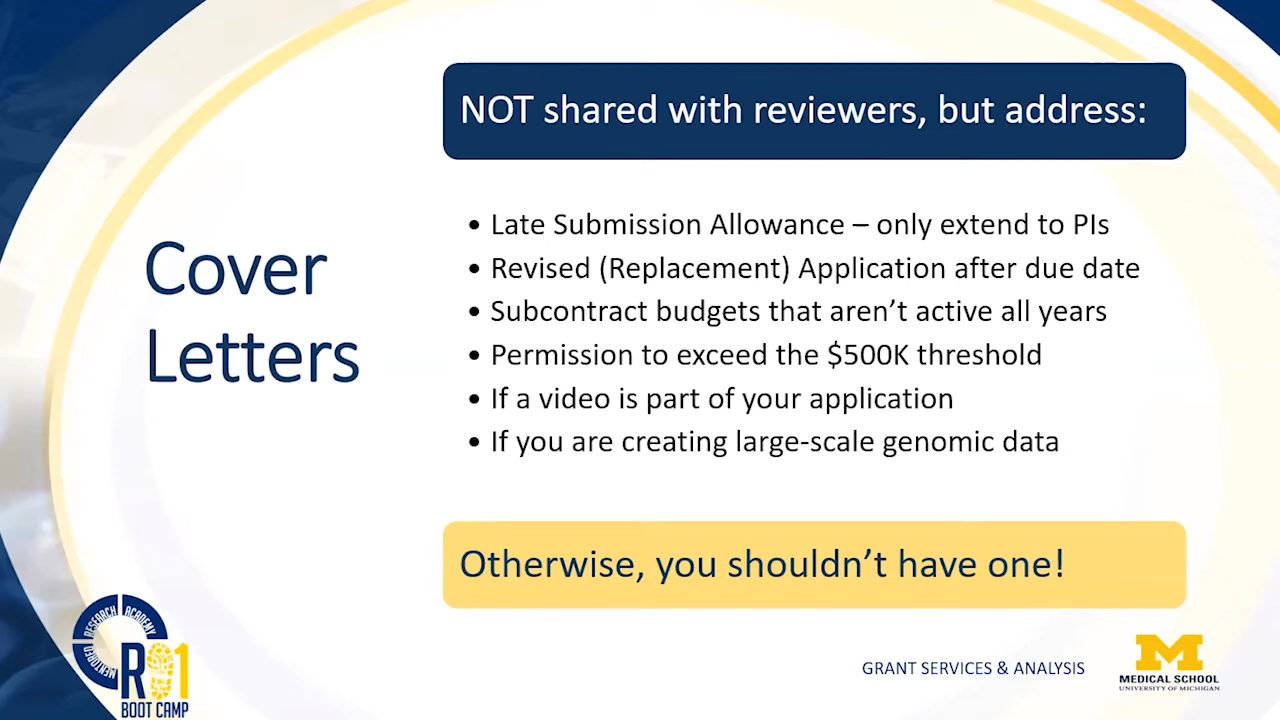 NOT shared with reviewers, but address:
Cover
Letters
• Late Submission Allowance – only extend to PIs
• Revised (Replacement) Application after due date
• Subcontract budgets that aren’t active all years
• Permission to exceed the $500K threshold
• If a video is part of your application
• If you are creating large-scale genomic data
Otherwise, you shouldn’t have one!
MENTORED RESEARCH ACADEMY
R01
BOOT CAMP
GRANT SERVICES & ANALYSIS
M
MEDICAL SCHOOL
UNIVERSITY OF MICHIGAN